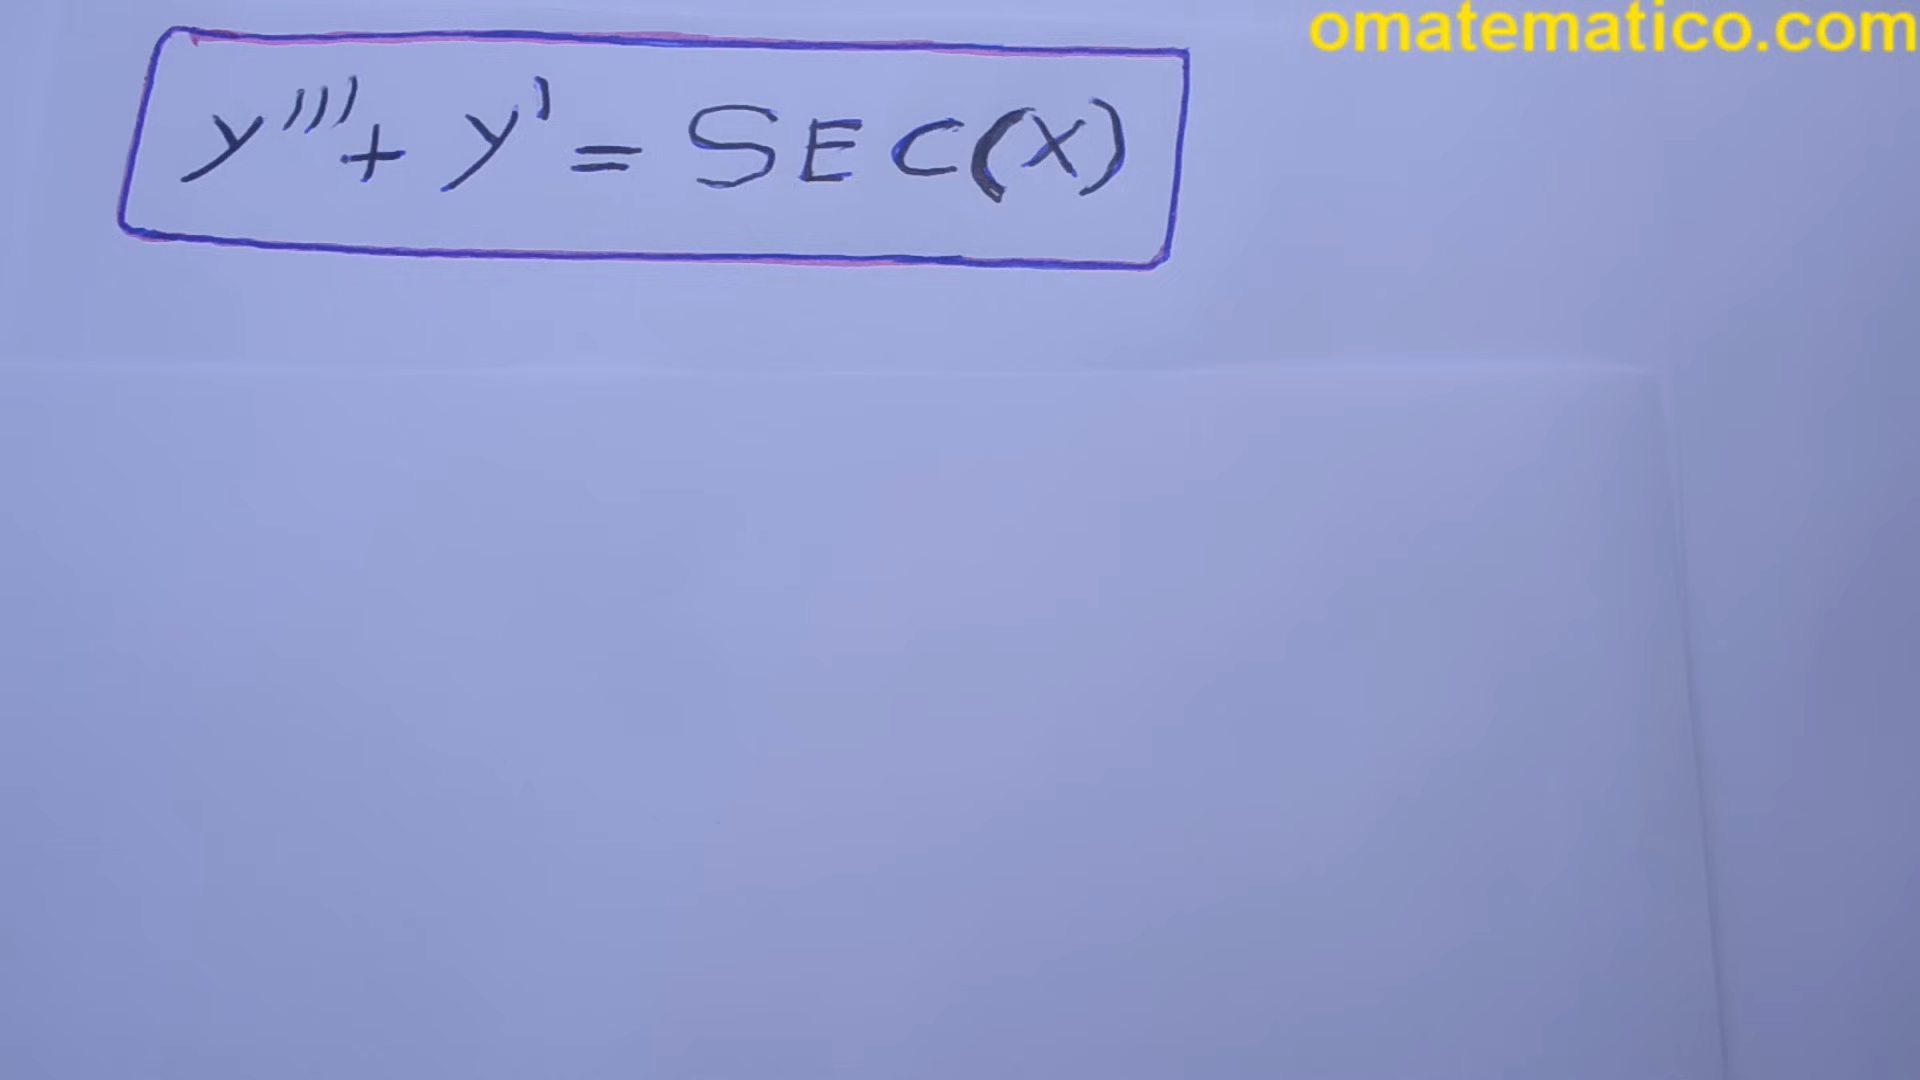 omatematico.com
y''' + y' = SEC(X)